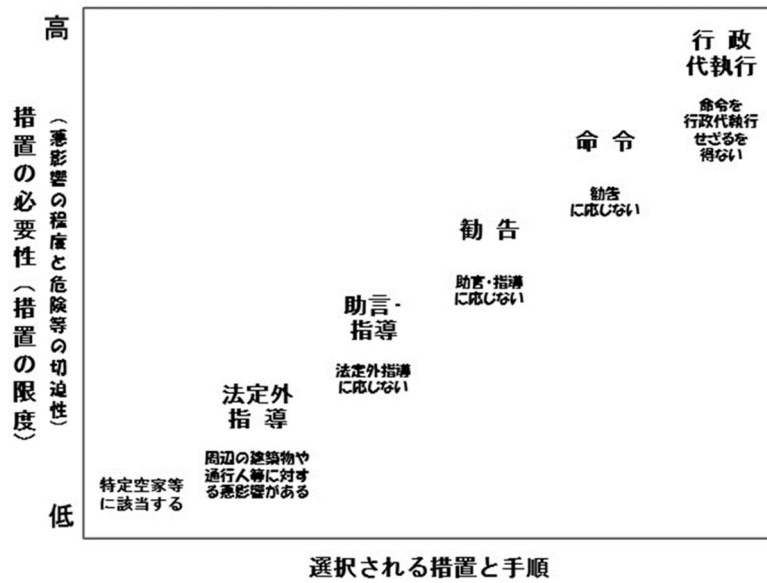 高
措置の必要性（措置の限度）
（悪影響の程度と危険等の切迫性）
低
行 政
代執行
命令を
行政代執行
せざるを
得ない
命 令
勧告
に応じない
勧 告
助言・指導
に応じない
助言・
指導
法定外指導
に応じない
法定外
指 導
周辺の建築物や
通行人等に対す
る悪影響がある
特定空家等
に該当する
選択される措置と手順